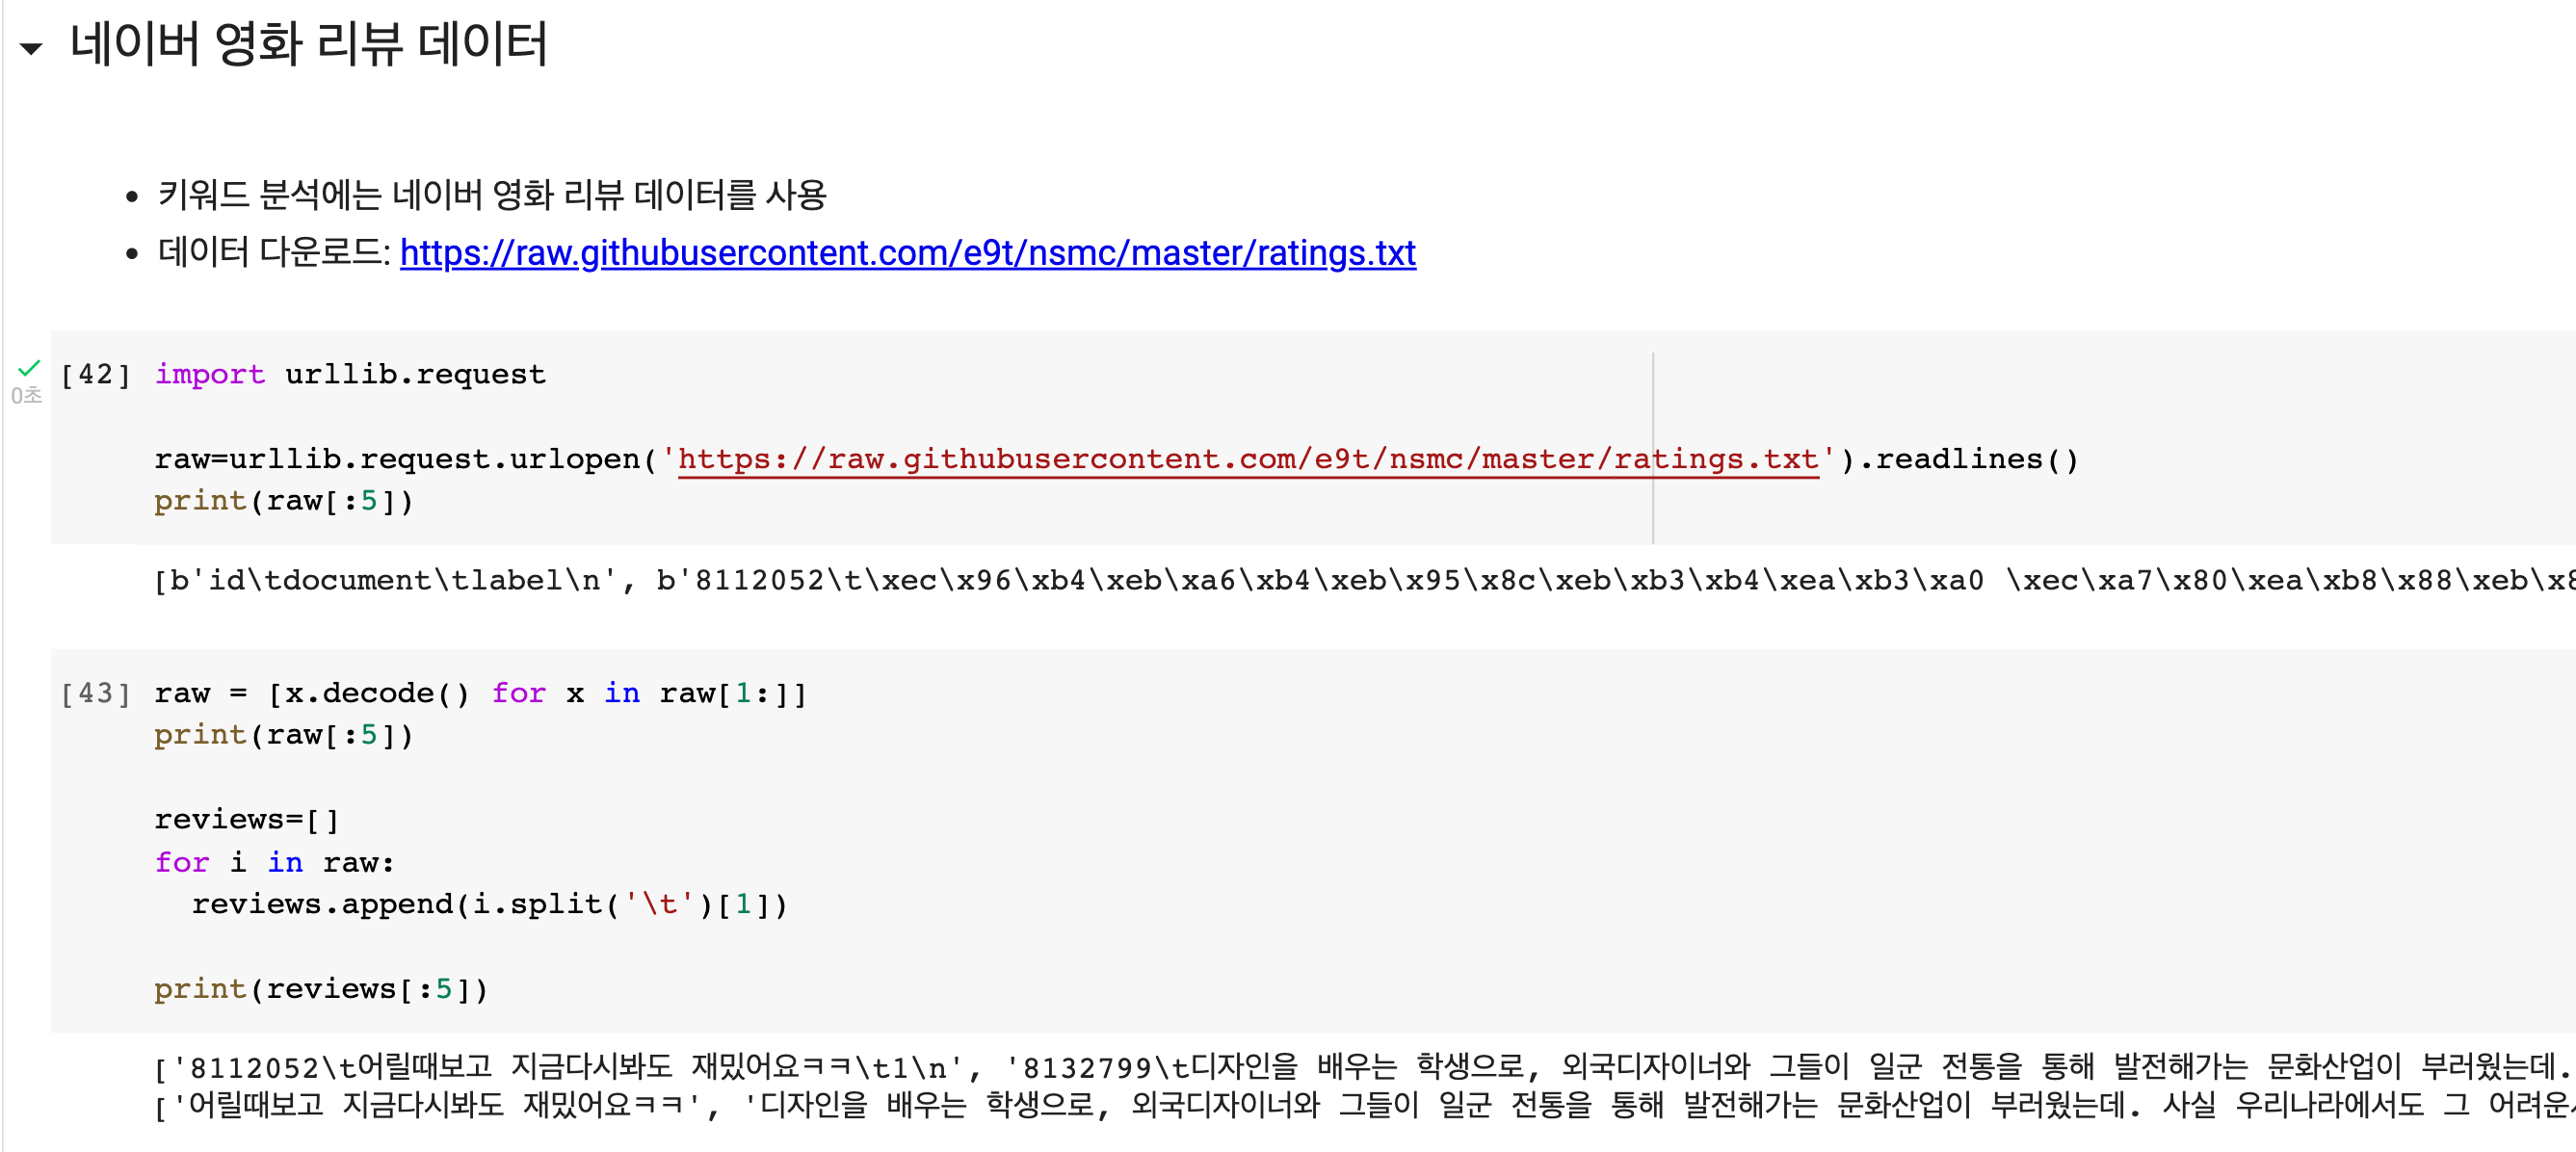 네이버 영화 리뷰 데이터
• 키워드 분석에는 네이버 영화 리뷰 데이터를 사용
• 데이터 다운로드: https://raw.githubusercontent.com/e9t/nsmc/master/ratings.txt
[42] import urllib.request
0초
raw=urllib.request.urlopen('https://raw.githubusercontent.com/e9t/nsmc/master/ratings.txt').readlines()
print(raw[:5])
[b'id\tdocument\tlabel\n', b'8112052\t\xec\x96\xb4\xeb\xa6\xb4\xeb\x95\x8c\xeb\xb3\xb4\xea\xb3\xa0 \xec\xa7\x80\xea\xb8\x88\xeb\x8
[43] raw = [x.decode() for x in raw[1:]]
print(raw[:5])
reviews=[]
for i in raw:
  reviews.append(i.split('\t')[1])
print(reviews[:5])
['8112052\t어릴때보고 지금다시봐도 재밌어요ㅋㅋ\t1\n', '8132799\t디자인을 배우는 학생으로, 외국디자이너와 그들이 일군 전통을 통해 발전해가는 문화산업이 부러웠는데.
['어릴때보고 지금다시봐도 재밌어요ㅋㅋ', '디자인을 배우는 학생으로, 외국디자이너와 그들이 일군 전통을 통해 발전해가는 문화산업이 부러웠는데. 사실 우리나라에서도 그 어려운